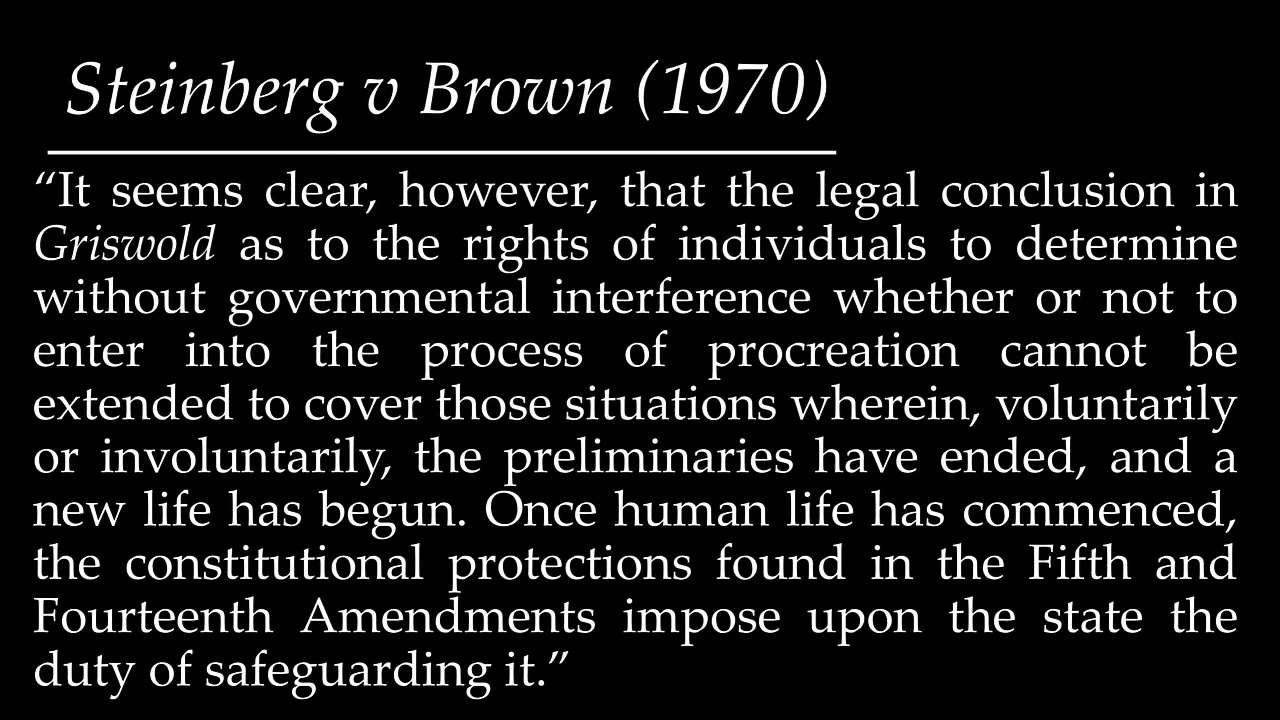 Steinberg v Brown (1970)
“It seems clear, however, that the legal conclusion in
Griswold as to the rights of individuals to determine
without governmental interference whether or not to
enter into the process of procreation cannot be
extended to cover those situations wherein, voluntarily
or involuntarily, the preliminaries have ended, and a
new life has begun. Once human life has commenced,
the constitutional protections found in the Fifth and
Fourteenth Amendments impose upon the state the
duty of safeguarding it.”